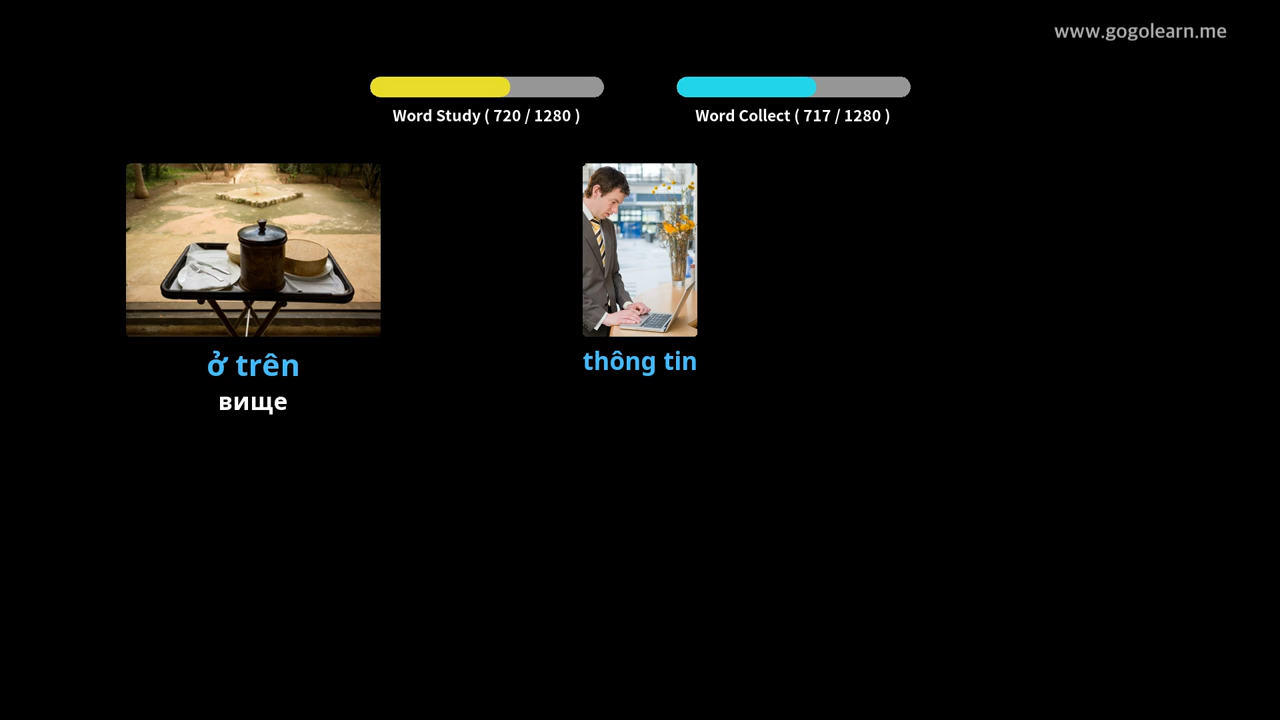 www.gogolearn.me
Word Study ( 720 / 1280 )
Word Collect ( 717 / 1280 )
ở trên
вище
thông tin